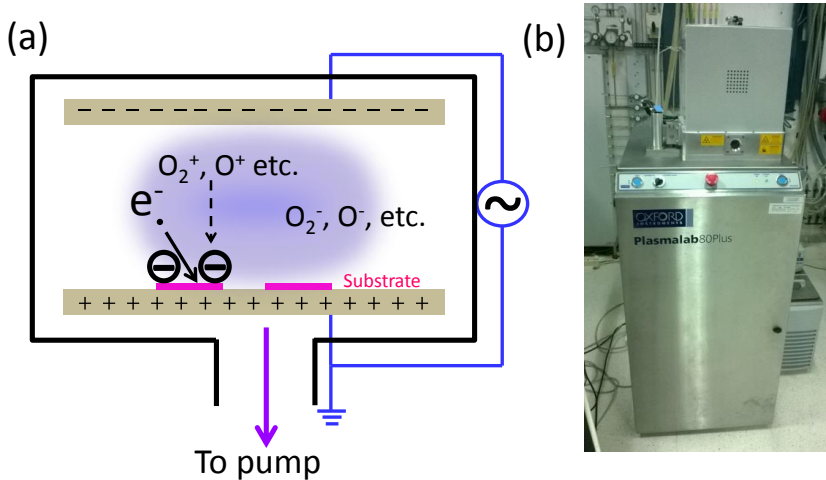 (a)
(b)
− − − − − − − − − − − − − −
O₂⁺, O⁺ etc.
e⁻
O₂⁻, O⁻, etc.
~
− −
Substrate
+ + + + + + + + + + + + + +
To pump
OXFORD
INSTRUMENTS
Plasmalab80Plus